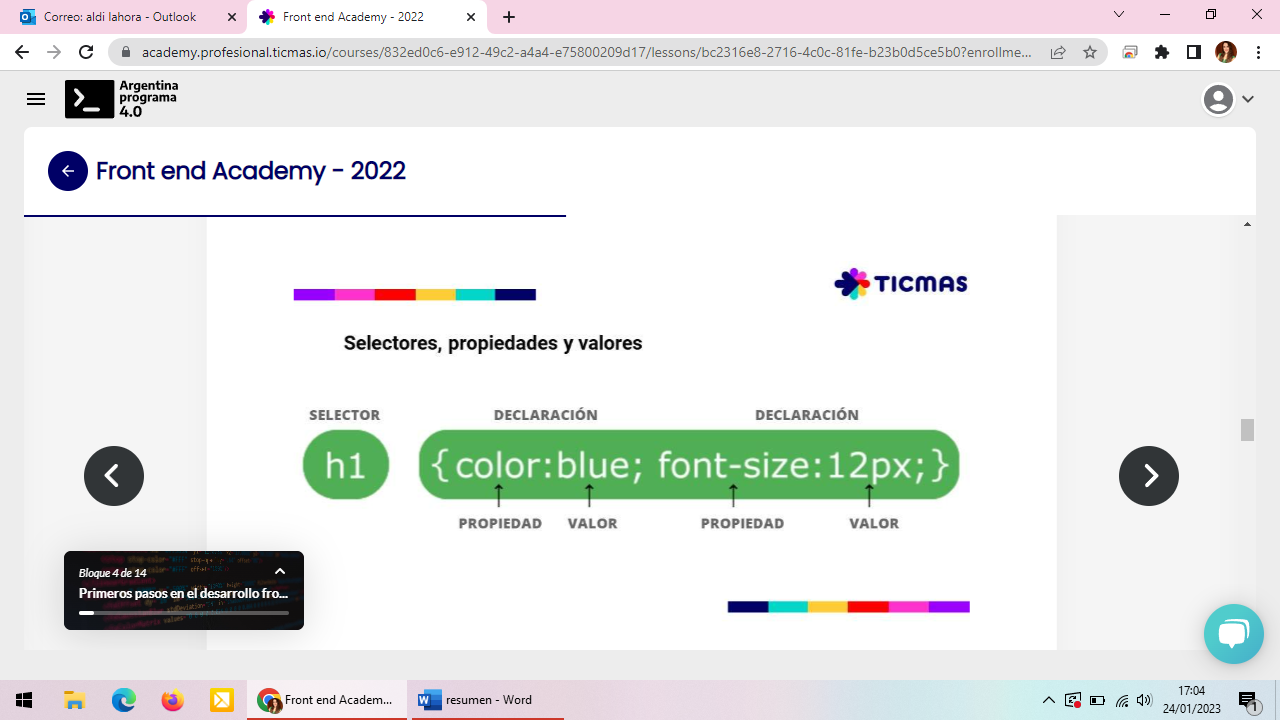 Correo: aldi lahora - Outlook
Front end Academy - 2022
academy.profesional.ticmas.io/courses/832ed0c6-e912-49c2-a4a4-e75800209d17/lessons/bc2316e8-2716-4c0c-81fe-b23b0d5ce5b0?enrollme...
Argentina
programa
4.0
Front end Academy - 2022
TICMAS
Selectores, propiedades y valores
SELECTOR DECLARACIÓN DECLARACIÓN
h1 {color:blue; font-size:12px;}
PROPIEDAD VALOR PROPIEDAD VALOR
Bloque 4 de 14
Primeros pasos en el desarrollo fro...
Front end Academ...
resumen - Word
17:04
24/01/2023
1